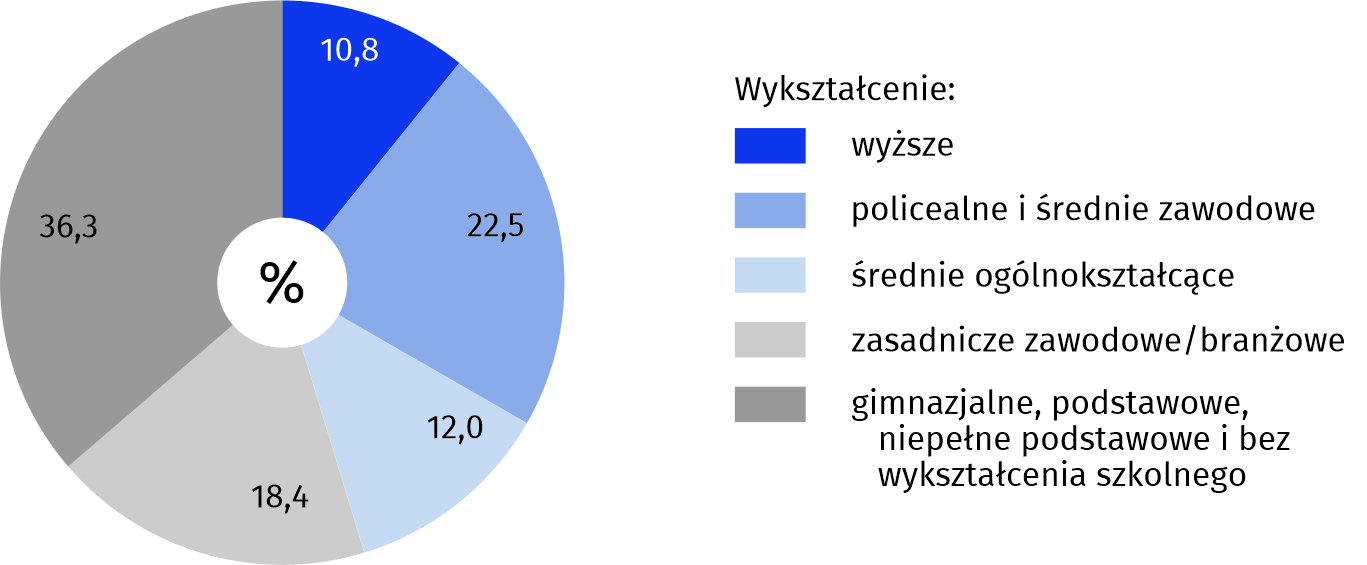 10,8
22,5
12,0
18,4
36,3
%
Wykształcenie:
wyższe
policealne i średnie zawodowe
średnie ogólnokształcące
zasadnicze zawodowe/branżowe
gimnazjalne, podstawowe,
niepełne podstawowe i bez
wykształcenia szkolnego